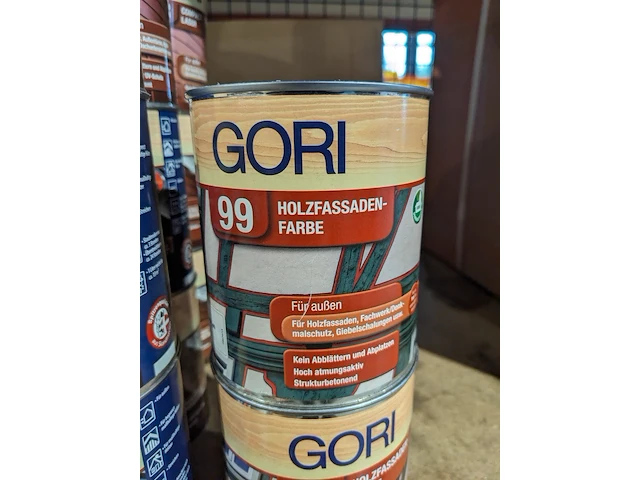 GORI
99
HOLZFASSADEN-
FARBE
Für außen
Für Holzfassaden, Fachwerk/Denk-
malschutz, Giebelschalungen usw.
Kein Abblättern und Abplatzen
Hoch atmungsaktiv
Strukturbetonend
GORI
HOLZFASSADEN-